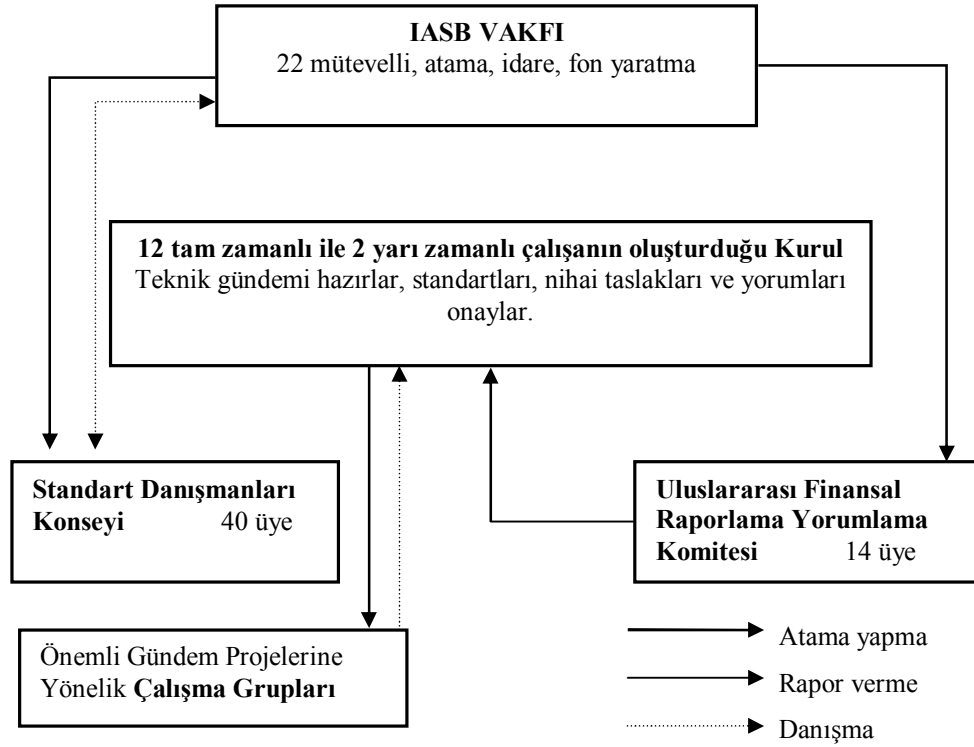 IASB VAKFI
22 mütevelli, atama, idare, fon yaratma
12 tam zamanlı ile 2 yarı zamanlı çalışanın oluşturduğu Kurul
Teknik gündemi hazırlar, standartları, nihai taslakları ve yorumları
onaylar.
Standart Danışmanları
Konseyi 40 üye
Uluslararası Finansal
Raporlama Yorumlama
Komitesi 14 üye
Önemli Gündem Projelerine
Yönelik Çalışma Grupları
Atama yapma
Rapor verme
Danışma